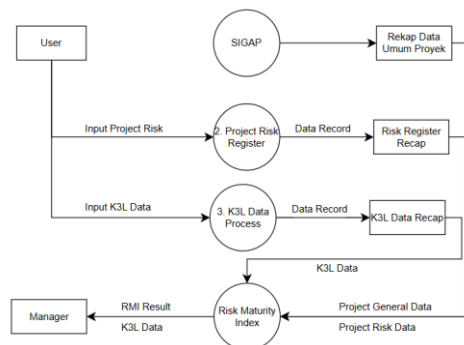 User
SIGAP
Rekap Data
Umum Proyek
Input Project Risk
2. Project Risk
Register
Data Record
Risk Register
Recap
Input K3L Data
3. K3L Data
Process
Data Record
K3L Data Recap
K3L Data
Manager
RMI Result
K3L Data
Risk Maturity
Index
Project General Data
Project Risk Data